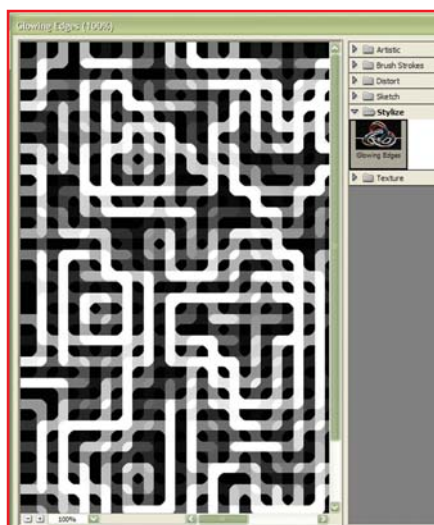 Glowing Edges (100%)
Artistic
Brush Strokes
Distort
Sketch
Stylize
Glowing Edges
Texture
100%